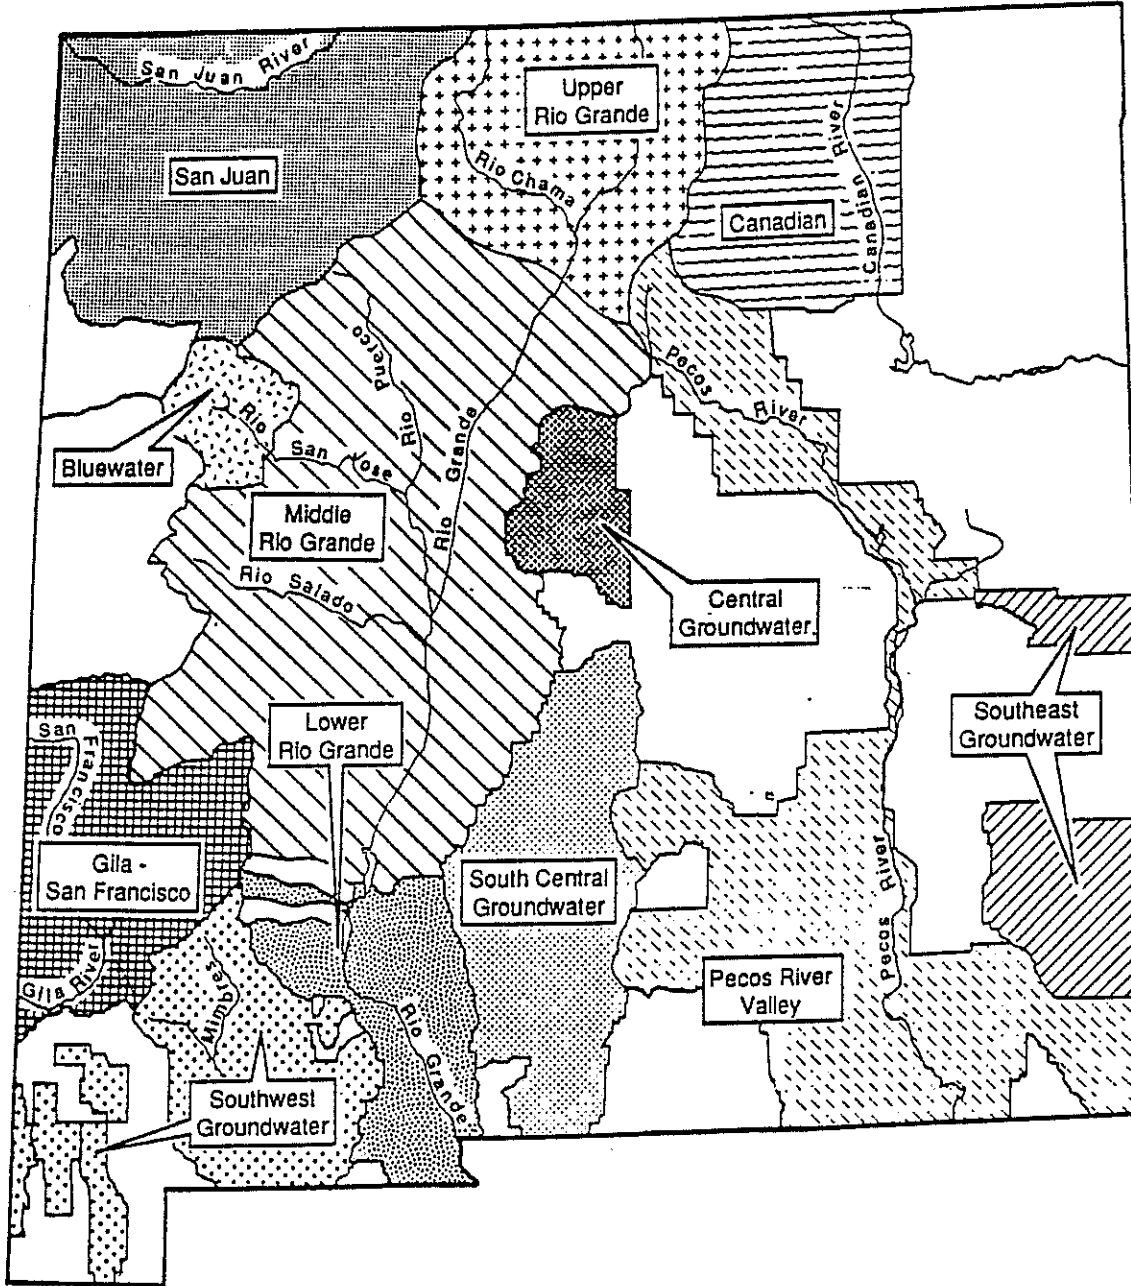 San Juan River
Upper
Rio Grande
San Juan
Rio Chama
Canadian
Canadian River
Rio Puerco
Pecos River
Rio Grande
Bluewater
Rio San Jose
Middle
Rio Grande
Rio Salado
Central
Groundwater
Lower
Rio Grande
Southeast
Groundwater
San Francisco
Gila -
San Francisco
South Central
Groundwater
Pecos River
Gila River
Mimbres
Pecos River
Valley
Rio Grande
Southwest
Groundwater